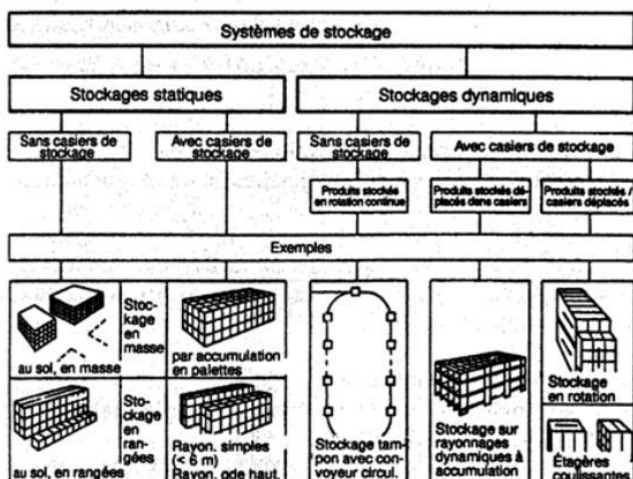 Systèmes de stockage
Stockages statiques
Stockages dynamiques
Sans casiers de
stockage
Avec casiers de
stockage
Sans casiers de
stockage
Avec casiers de stockage
Produits stockés
en rotation continue
Produits stockés dé-
placés dans casiers
Produits stockés /
casiers déplacés
Exemples
au sol, en masse
Stoc-
kage
en
masse
par accumulation
en palettes
au sol, en rangées
Sto-
ckage
en
ran-
gées
Rayon. simples
(< 6 m)
Rayon. gde haut.
Stockage tam-
pon avec con-
voyeur circul.
Stockage sur
rayonnages
dynamiques à
accumulation
Stockage
en rotation
Étagères
coulissantes